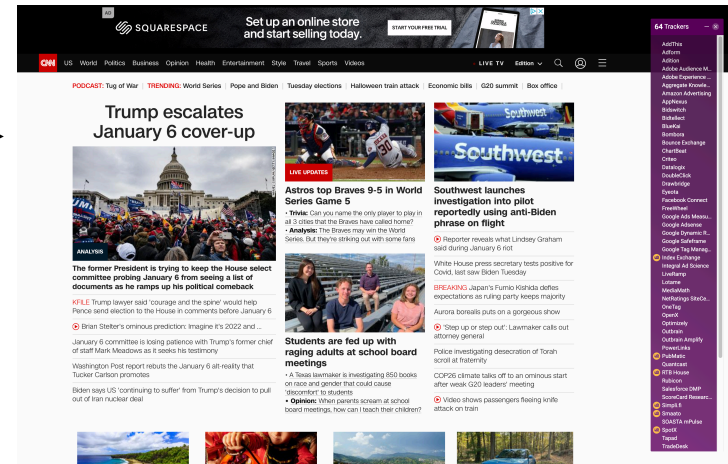 AD
SQUARESPACE
Set up an online store
and start selling today.
START YOUR FREE TRIAL
64 Trackers
CNN
US World Politics Business Opinion Health Entertainment Style Travel Sports Videos
LIVE TV Edition
PODCAST: Tug of War | TRENDING: World Series | Pope and Biden | Tuesday elections | Halloween train attack | Economic bills | G20 summit | Box office |
Trump escalates
January 6 cover-up
ANALYSIS
The former President is trying to keep the House select
committee probing January 6 from seeing a list of
documents as he ramps up his political comeback
KFILE Trump lawyer said 'courage and the spine' would help
Pence send election to the House in comments before January 6
Brian Stelter's ominous prediction: Imagine it's 2022 and ...
January 6 committee is losing patience with Trump's former chief
of staff Mark Meadows as it seeks his testimony
Washington Post report rebuts the January 6 alt-reality that
Tucker Carlson promotes
Biden says US 'continuing to suffer' from Trump's decision to pull
out of Iran nuclear deal
30
LIVE UPDATES
Astros top Braves 9-5 in World
Series Game 5
• Trivia: Can you name the only player to play in
all 3 cities that the Braves have called home?
• Analysis: The Braves may win the World
Series. But they're striking out with some fans
Students are fed up with
raging adults at school board
meetings
• A Texas lawmaker is investigating 850 books
on race and gender that could cause
'discomfort' to students
• Opinion: When parents scream at school
board meetings, how can I teach their children?
Southwest
Southwest
Southwest launches
investigation into pilot
reportedly using anti-Biden
phrase on flight
Reporter reveals what Lindsey Graham
said during January 6 riot
White House press secretary tests positive for
Covid, last saw Biden Tuesday
BREAKING Japan's Fumio Kishida defies
expectations as ruling party keeps majority
Aurora borealis puts on a gorgeous show
'Step up or step out': Lawmaker calls out
attorney general
Police investigating desecration of Torah
scroll at fraternity
COP26 climate talks off to an ominous start
after weak G20 leaders' meeting
Video shows passengers fleeing knife
attack on train
AddThis
Adform
Adition
Adobe Audience M...
Adobe Experience ...
Aggregate Knowle...
Amazon Advertising
AppNexus
Bidswitch
Bidtellect
BlueKai
Bombora
Bounce Exchange
ChartBeat
Criteo
Datalogix
DoubleClick
Drawbridge
Eyeota
Facebook Connect
FreeWheel
Google Ads Measu...
Google Adsense
Google Dynamic R...
Google Safeframe
Google Tag Manag...
Index Exchange
Integral Ad Science
LiveRamp
Lotame
MediaMath
NetRatings SiteCe...
OneTag
OpenX
Optimizely
Outbrain
Outbrain Amplify
PowerLinks
PubMatic
Quantcast
RTB House
Rubicon
Salesforce DMP
ScoreCard Researc...
Simpli.fi
Smaato
SOASTA mPulse
SpotX
Tapad
TradeDesk